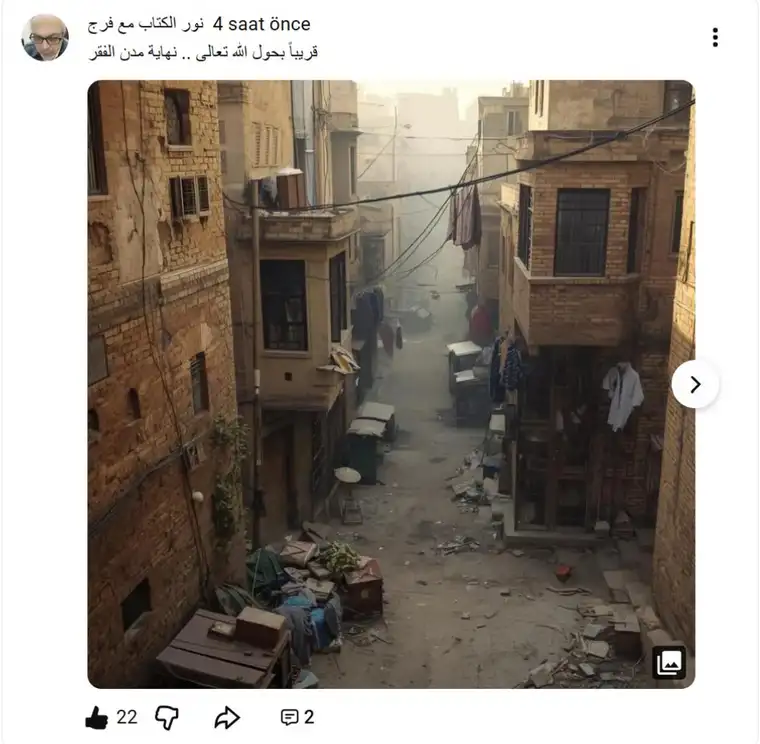 نور الكتاب مع فرج 4 saat önce
قريباً بحول الله تعالى .. نهاية مدن الفقر
22
2